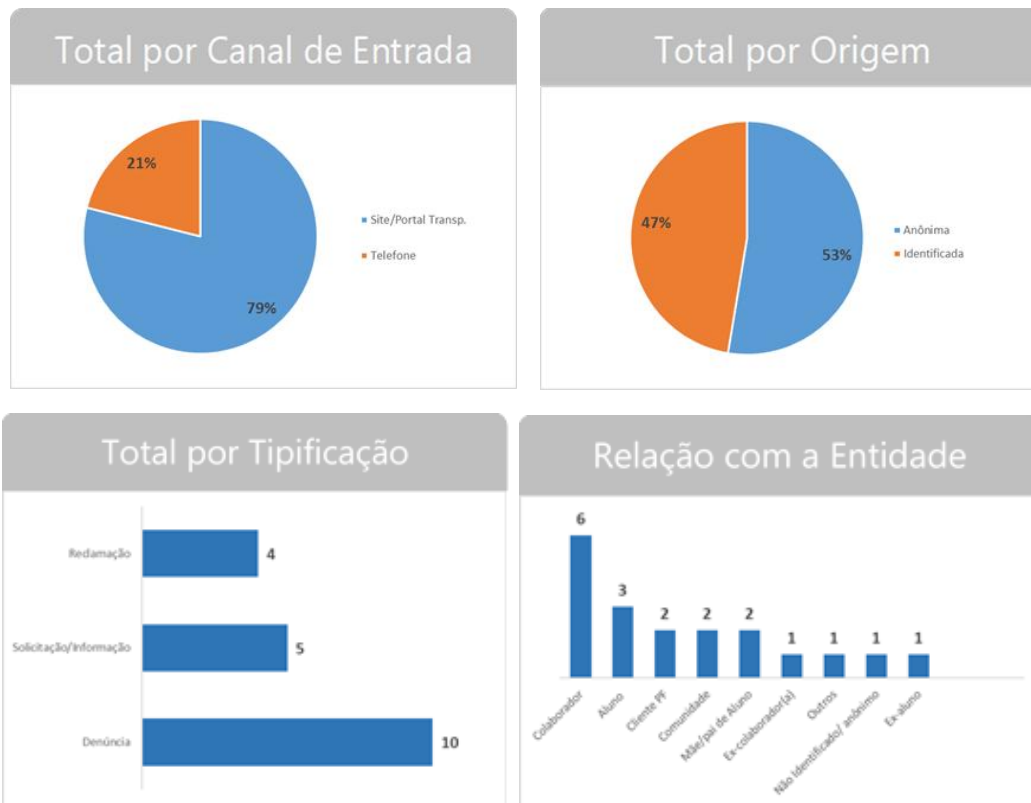 Total por Canal de Entrada
21%
79%
Site/Portal Transp.
Telefone
Total por Origem
47%
53%
Anônima
Identificada
Total por Tipificação
Reclamação
4
Solicitação/Informação
5
Denúncia
10
Relação com a Entidade
6
3
2
2
2
1
1
1
1
Colaborador
Aluno
Cliente PF
Comunidade
Mãe/pai de Aluno
Ex-colaborador(a)
Outros
Não Identificado/ anônimo
Ex-aluno